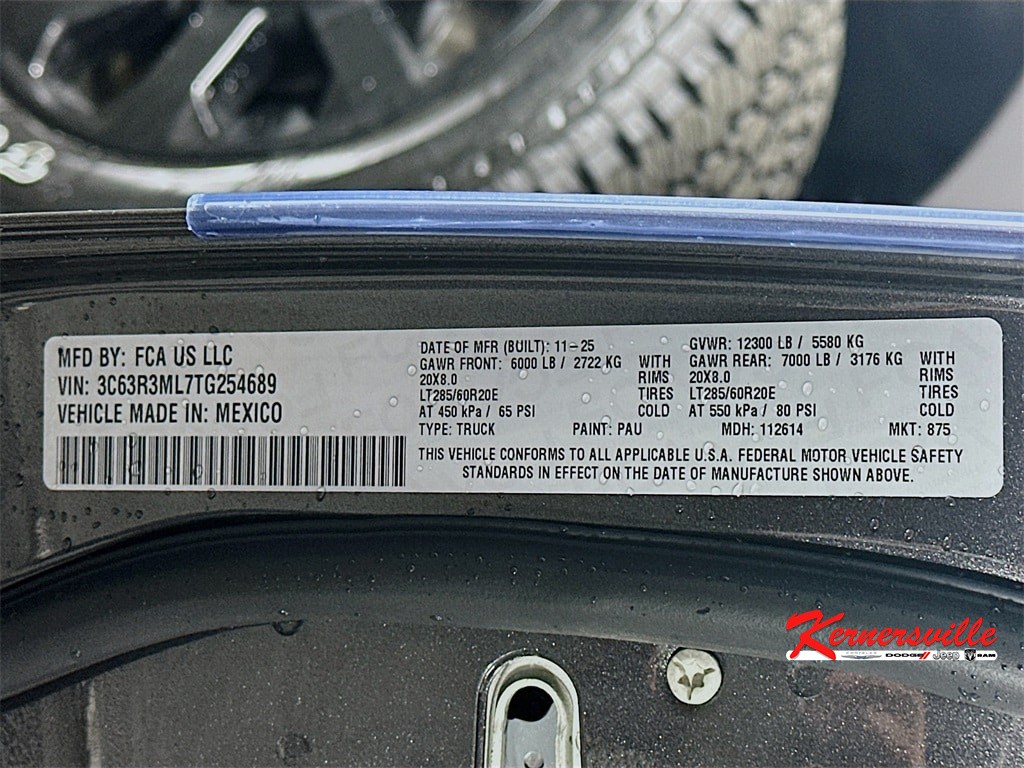 MFD BY: FCA US LLC
VIN: 3C63R3ML7TG254689
VEHICLE MADE IN: MEXICO
DATE OF MFR (BUILT): 11-25
GAWR FRONT: 6000 LB / 2722 KG WITH
20X8.0 RIMS
LT285/60R20E TIRES
AT 450 kPa / 65 PSI COLD
GVWR: 12300 LB / 5580 KG
GAWR REAR: 7000 LB / 3176 KG WITH
20X8.0 RIMS
LT285/60R20E TIRES
AT 550 kPa / 80 PSI COLD
TYPE: TRUCK PAINT: PAU MDH: 112614 MKT: 875
THIS VEHICLE CONFORMS TO ALL APPLICABLE U.S.A. FEDERAL MOTOR VEHICLE SAFETY
STANDARDS IN EFFECT ON THE DATE OF MANUFACTURE SHOWN ABOVE.
Kernersville
CHRYSLER DODGE Jeep RAM